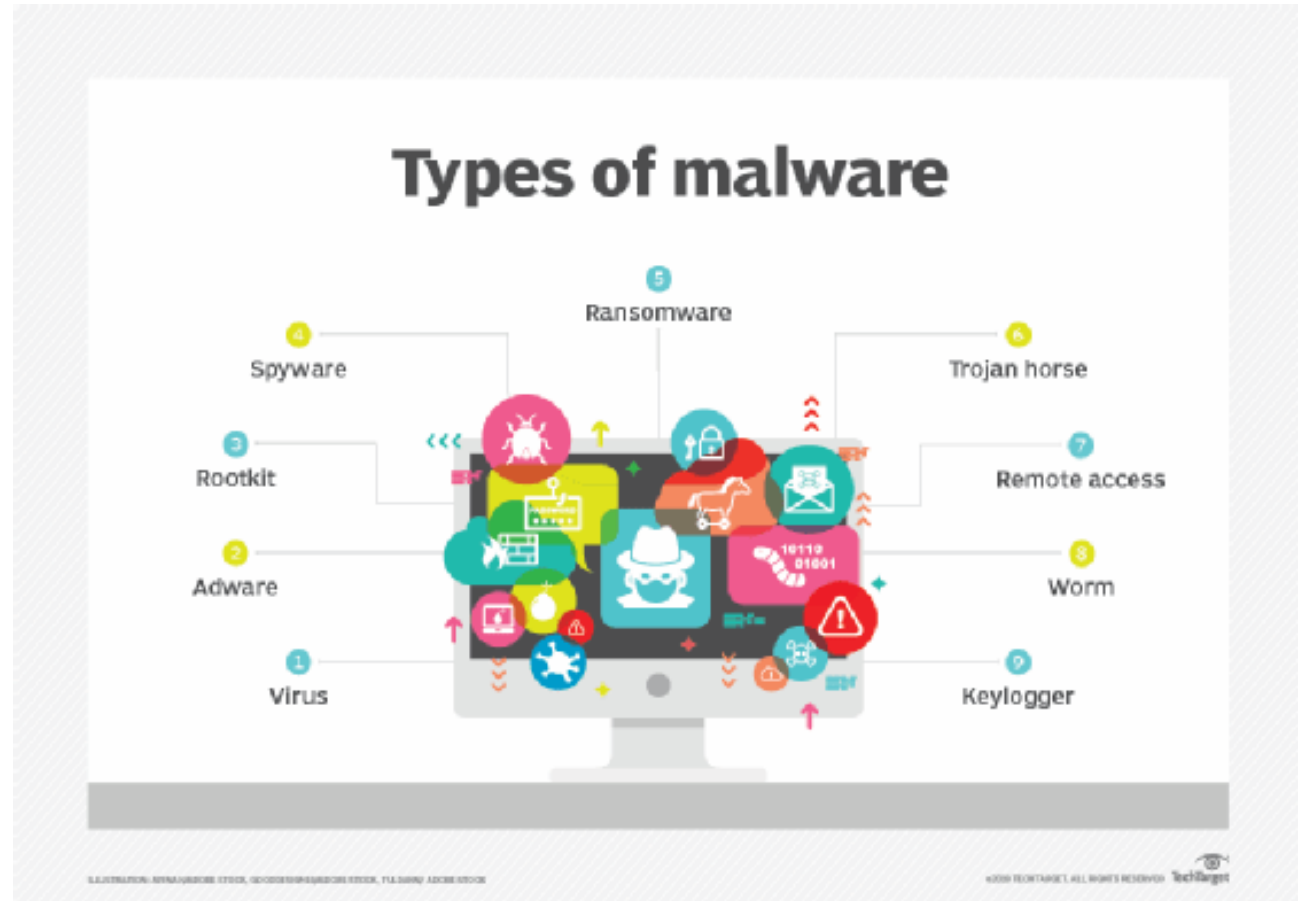 Types of malware
5
Ransomware
4
Spyware
6
Trojan horse
3
Rootkit
7
Remote access
2
Adware
8
Worm
1
Virus
9
Keylogger
10110
01001
TechTarget